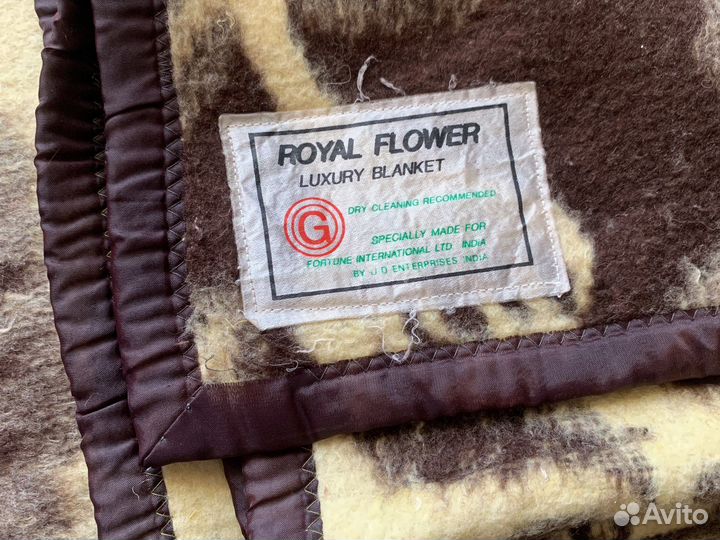 ROYAL FLOWER
LUXURY BLANKET
G
DRY CLEANING RECOMMENDED
SPECIALLY MADE FOR
FORTUNE INTERNATIONAL LTD INDIA
BY J D ENTERPRISES INDIA
Avito